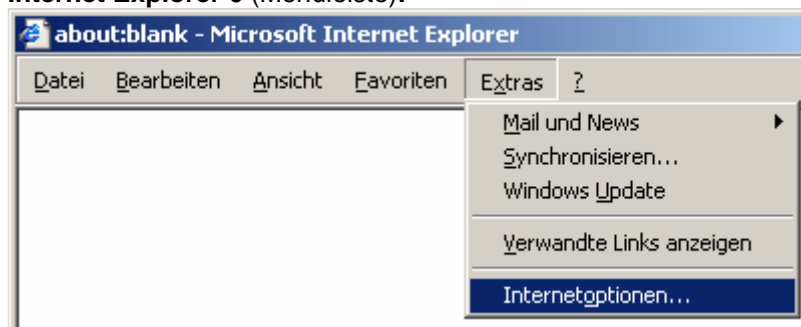 Internet Explorer 6 (Menüleiste):
about:blank - Microsoft Internet Explorer
Datei Bearbeiten Ansicht Favoriten Extras ?
Mail und News
Synchronisieren...
Windows Update
Verwandte Links anzeigen
Internetoptionen...